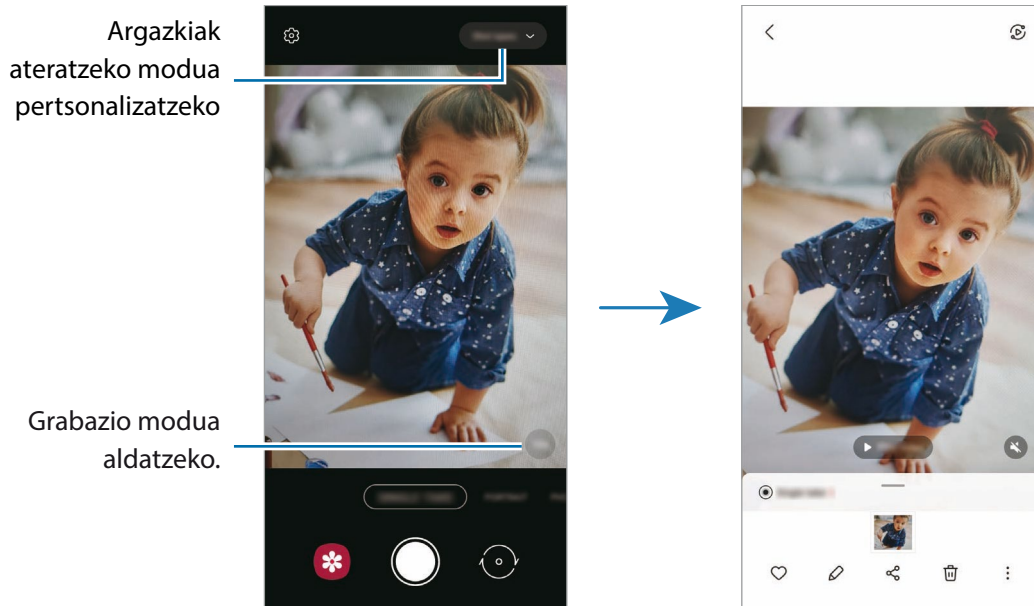 Argazkiak
ateratzeko modua
pertsonalizatzeko
Grabazio modua
aldatzeko.